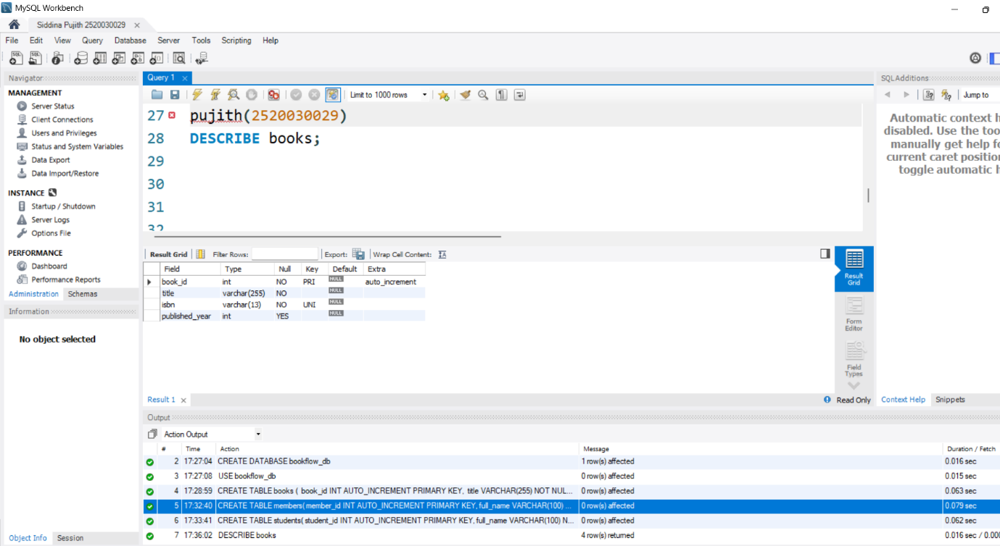 MySQL Workbench
Siddina Pujith 2520030029
File Edit View Query Database Server Tools Scripting Help
Navigator
MANAGEMENT
Server Status
Client Connections
Users and Privileges
Status and System Variables
Data Export
Data Import/Restore
INSTANCE
Startup / Shutdown
Server Logs
Options File
PERFORMANCE
Dashboard
Performance Reports
Administration Schemas
Information
No object selected
Object Info Session
Query 1
Limit to 1000 rows
27 pujith(2520030029)
28 DESCRIBE books;
29
30
31
32
Result Grid Filter Rows: Export: Wrap Cell Content:
Field Type Null Key Default Extra
book_id int NO PRI NULL auto_increment
title varchar(255) NO NULL
isbn varchar(13) NO UNI NULL
published_year int YES NULL
Result Grid
Form Editor
Field Types
Result 1
Read Only
Output
Action Output
# Time Action Message Duration / Fetch
2 17:27:04 CREATE DATABASE bookflow_db 1 row(s) affected 0.016 sec
3 17:27:08 USE bookflow_db 0 row(s) affected 0.015 sec
4 17:28:59 CREATE TABLE books ( book_id INT AUTO_INCREMENT PRIMARY KEY, title VARCHAR(255) NOT NUL... 0 row(s) affected 0.063 sec
5 17:32:40 CREATE TABLE members( member_id INT AUTO_INCREMENT PRIMARY KEY, full_name VARCHAR(100) ... 0 row(s) affected 0.079 sec
6 17:33:41 CREATE TABLE students( student_id INT AUTO_INCREMENT PRIMARY KEY, full_name VARCHAR(100) N... 0 row(s) affected 0.062 sec
7 17:36:02 DESCRIBE books 4 row(s) returned 0.016 sec / 0.000
SQLAdditions
Jump to
Automatic context h
disabled. Use the too
manually get help fo
current caret position
toggle automatic h
Context Help Snippets